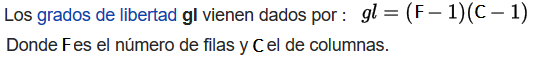 Los grados de libertad gl vienen dados por : gl = (F − 1)(C − 1)
Donde F es el número de filas y C el de columnas.